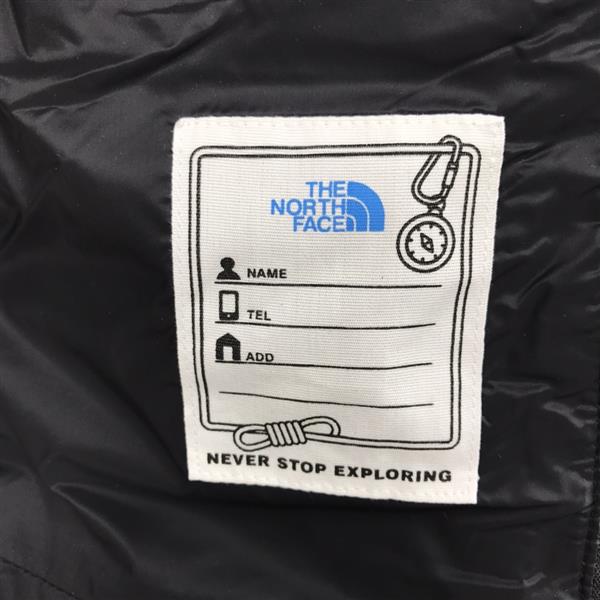 THE
NORTH
FACE
NAME
TEL
ADD
NEVER STOP EXPLORING